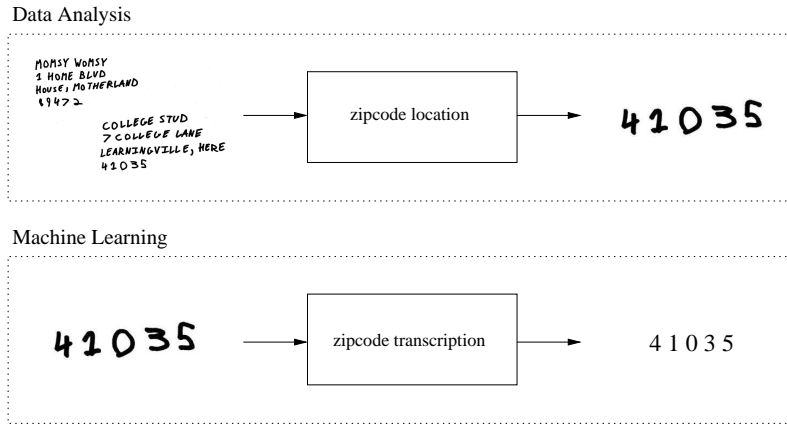 Data Analysis
MOMSY WOMSY
1 HOME BLVD
HOUSE, MOTHERLAND
89472
COLLEGE STUD
7 COLLEGE LANE
LEARNINGVILLE, HERE
41035
zipcode location
41035
Machine Learning
41035
zipcode transcription
4 1 0 3 5